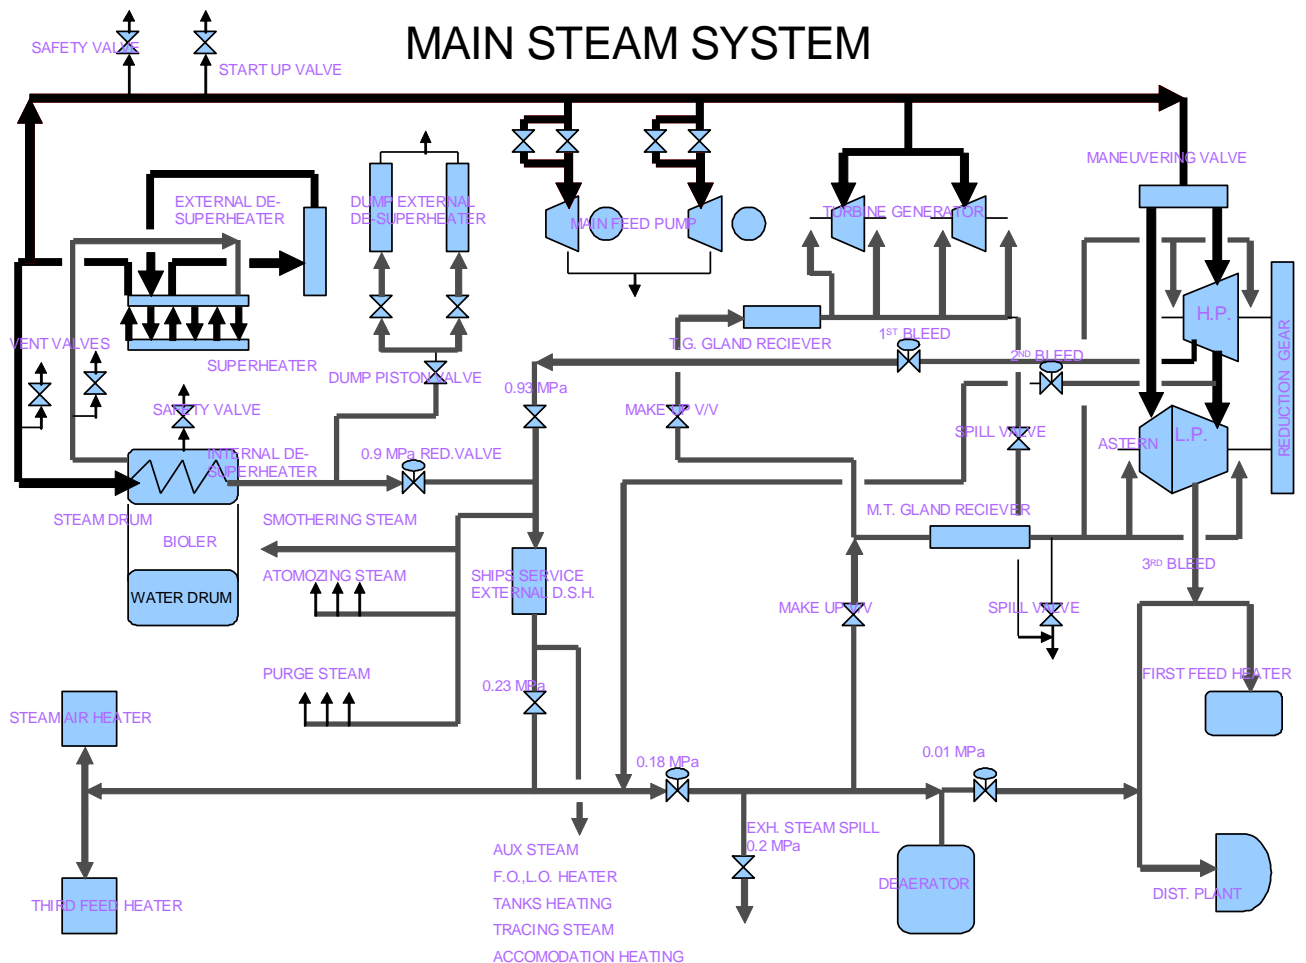 MAIN STEAM SYSTEM
SAFETY VALVE
START UP VALVE
MANEUVERING VALVE
EXTERNAL DE-
SUPERHEATER
DUMP EXTERNAL
DE-SUPERHEATER
MAIN FEED PUMP
TURBINE GENERATOR
H.P.
REDUCTION GEAR
VENT VALVES
SUPERHEATER
T.G. GLAND RECIEVER
1ST BLEED
2ND BLEED
DUMP PISTON VALVE
0.93 MPa
SAFETY VALVE
MAKE UP V/V
SPILL VALVE
ASTERN
L.P.
INTERNAL DE-
SUPERHEATER
0.9 MPa RED.VALVE
STEAM DRUM
SMOTHERING STEAM
M.T. GLAND RECIEVER
BIOLER
ATOMOZING STEAM
SHIPS SERVICE
EXTERNAL D.S.H.
3RD BLEED
WATER DRUM
MAKE UP V/V
SPILL VALVE
PURGE STEAM
0.23 MPa
FIRST FEED HEATER
STEAM AIR HEATER
0.18 MPa
0.01 MPa
EXH. STEAM SPILL
0.2 MPa
AUX STEAM
F.O.,L.O. HEATER
TANKS HEATING
TRACING STEAM
ACCOMODATION HEATING
THIRD FEED HEATER
DEAERATOR
DIST. PLANT